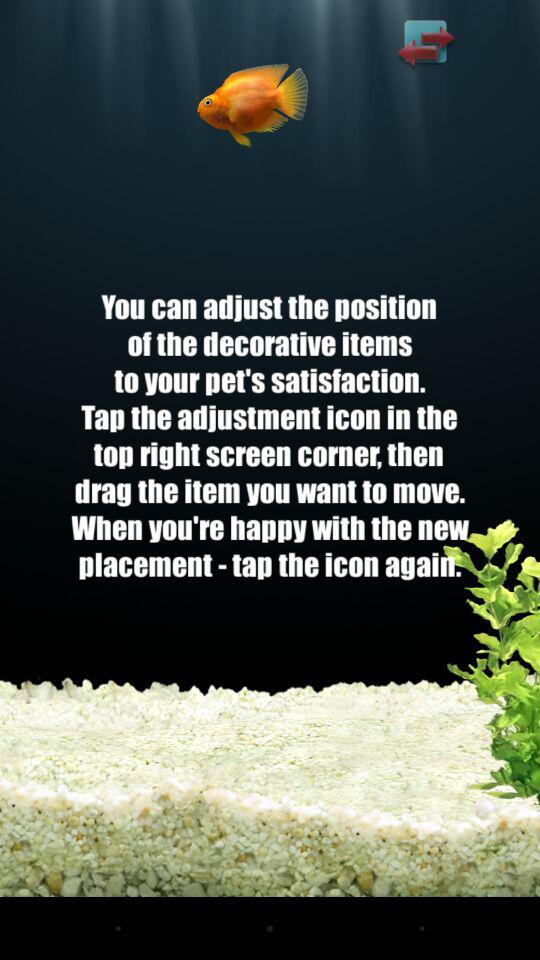 You can adjust the position
of the decorative items
to your pet's satisfaction.
Tap the adjustment icon in the
top right screen corner, then
drag the item you want to move.
When you're happy with the new
placement - tap the icon again.